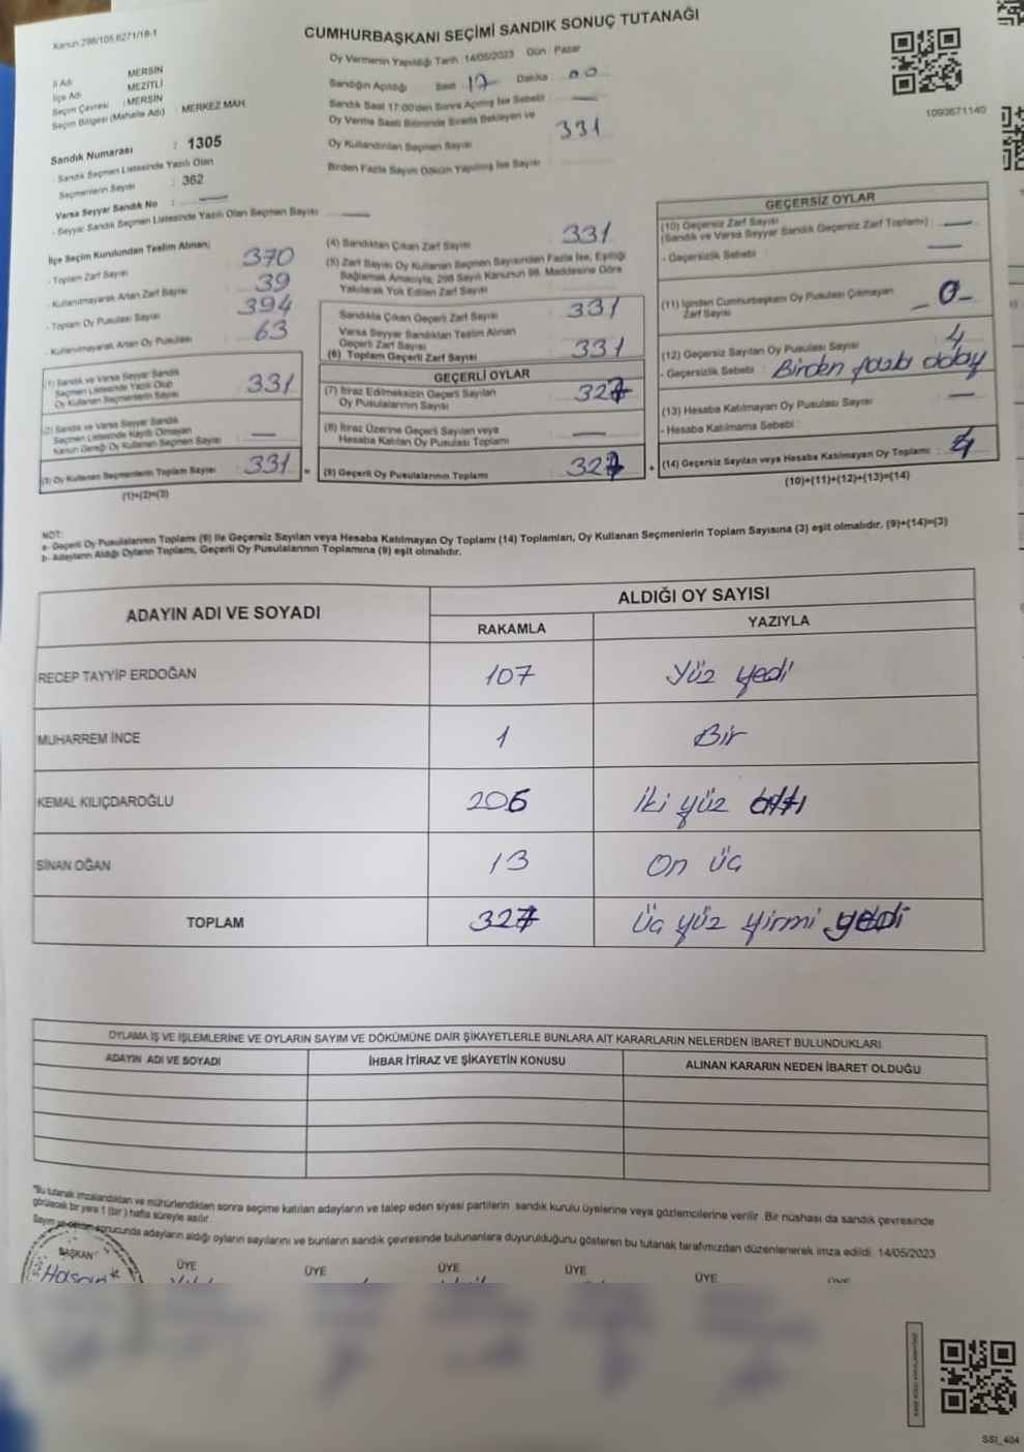 Kanun 298/105 6271/18-1
CUMHURBAŞKANI SEÇİMİ SANDIK SONUÇ TUTANAĞI
Oy Vermenin Yapıldığı Tarih : 14/05/2023 Gün : Pazar
İl Adı : MERSİN
İlçe Adı : MEZİTLİ
Seçim Çevresi : MERSİN
Seçim Bölgesi (Mahalle Adı) : MERKEZ MAH.
Sandığın Açıldığı Saat : 17 Dakika : 00
Sandık Saat 17:00'den Sonra Açılmış İse Sebebi : —
Oy Verme Saati Bitiminde Sırada Bekleyen ve
Oy Kullandırılan Seçmen Sayısı 331
Birden Fazla Sayım Döküm Yapılmış İse Sayısı
1093671140
Sandık Numarası : 1305
- Sandık Seçmen Listesinde Yazılı Olan
Seçmenlerin Sayısı : 362
Varsa Seyyar Sandık No : —
- Seyyar Sandık Seçmen Listesinde Yazılı Olan Seçmen Sayısı : —
İlçe Seçim Kurulundan Teslim Alınan;
- Toplam Zarf Sayısı 370
- Kullanılmayarak Artan Zarf Sayısı 39
- Toplam Oy Pusulası Sayısı 394
- Kullanılmayarak Artan Oy Pusulası 63
(1) Sandık ve Varsa Seyyar Sandık
Seçmen Listesinde Yazılı Olup
Oy Kullanan Seçmenlerin Sayısı 331
(2) Sandık ve Varsa Seyyar Sandık
Seçmen Listesinde Kayıtlı Olmayan
Kanun Gereği Oy Kullanan Seçmen Sayısı —
(3) Oy Kullanan Seçmenlerin Toplam Sayısı 331
(1)+(2)=(3)
(4) Sandıktan Çıkan Zarf Sayısı 331
(5) Zarf Sayısı Oy Kullanan Seçmen Sayısından Fazla İse, Eşitliği
Sağlamak Amacıyla, 298 Sayılı Kanunun 98. Maddesine Göre
Yakılarak Yok Edilen Zarf Sayısı
Sandıkta Çıkan Geçerli Zarf Sayısı 331
Varsa Seyyar Sandıktan Teslim Alınan
Geçerli Zarf Sayısı
(6) Toplam Geçerli Zarf Sayısı 331
GEÇERLİ OYLAR
(7) İtiraz Edilmeksizin Geçerli Sayılan
Oy Pusulalarının Sayısı 327
(8) İtiraz Üzerine Geçerli Sayılan veya
Hesaba Katılan Oy Pusulası Toplamı —
(9) Geçerli Oy Pusulalarının Toplamı 327
GEÇERSİZ OYLAR
(10) Geçersiz Zarf Sayısı
(Sandık ve Varsa Seyyar Sandık Geçersiz Zarf Toplamı) : —
- Geçersizlik Sebebi : —
(11) İçinden Cumhurbaşkanı Oy Pusulası Çıkmayan
Zarf Sayısı -0-
(12) Geçersiz Sayılan Oy Pusulası Sayısı 4
- Geçersizlik Sebebi : Birden fazla aday
(13) Hesaba Katılmayan Oy Pusulası Sayısı —
- Hesaba Katılmama Sebebi :
(14) Geçersiz Sayılan veya Hesaba Katılmayan Oy Toplamı : 4
(10)+(11)+(12)+(13)=(14)
NOT:
a- Geçerli Oy Pusulalarının Toplamı (9) ile Geçersiz Sayılan veya Hesaba Katılmayan Oy Toplamı (14) Toplamları, Oy Kullanan Seçmenlerin Toplam Sayısına (3) eşit olmalıdır. (9)+(14)=(3)
b- Adayların Aldığı Oyların Toplamı, Geçerli Oy Pusulalarının Toplamına (9) eşit olmalıdır.
ADAYIN ADI VE SOYADI
ALDIĞI OY SAYISI
RAKAMLA YAZIYLA
RECEP TAYYİP ERDOĞAN 107 Yüz yedi
MUHARREM İNCE 1 Bir
KEMAL KILIÇDAROĞLU 206 İki yüz altı
SİNAN OĞAN 13 On üç
TOPLAM 327 Üç yüz yirmi yedi
OYLAMA İŞ VE İŞLEMLERİNE VE OYLARIN SAYIM VE DÖKÜMÜNE DAİR ŞİKAYETLERLE BUNLARA AİT KARARLARIN NELERDEN İBARET BULUNDUKLARI
ADAYIN ADI VE SOYADI İHBAR İTİRAZ VE ŞİKAYETİN KONUSU ALINAN KARARIN NEDEN İBARET OLDUĞU
"Bu tutanak imzalandıktan ve mühürlendikten sonra seçime katılan adayların ve talep eden siyasi partilerin sandık kurulu üyelerine veya gözlemcilerine verilir. Bir nüshası da sandık çevresinde
görülecek bir yere 1 (bir) hafta süreyle asılır.
Sayım ve döküm sonucunda adayların aldığı oyların sayılarını ve bunların sandık çevresinde bulunanlara duyurulduğunu gösteren bu tutanak tarafımızdan düzenlenerek imza edildi. 14/05/2023
BAŞKAN ÜYE ÜYE ÜYE ÜYE ÜYE ÜYE
Hasan
SSI_404